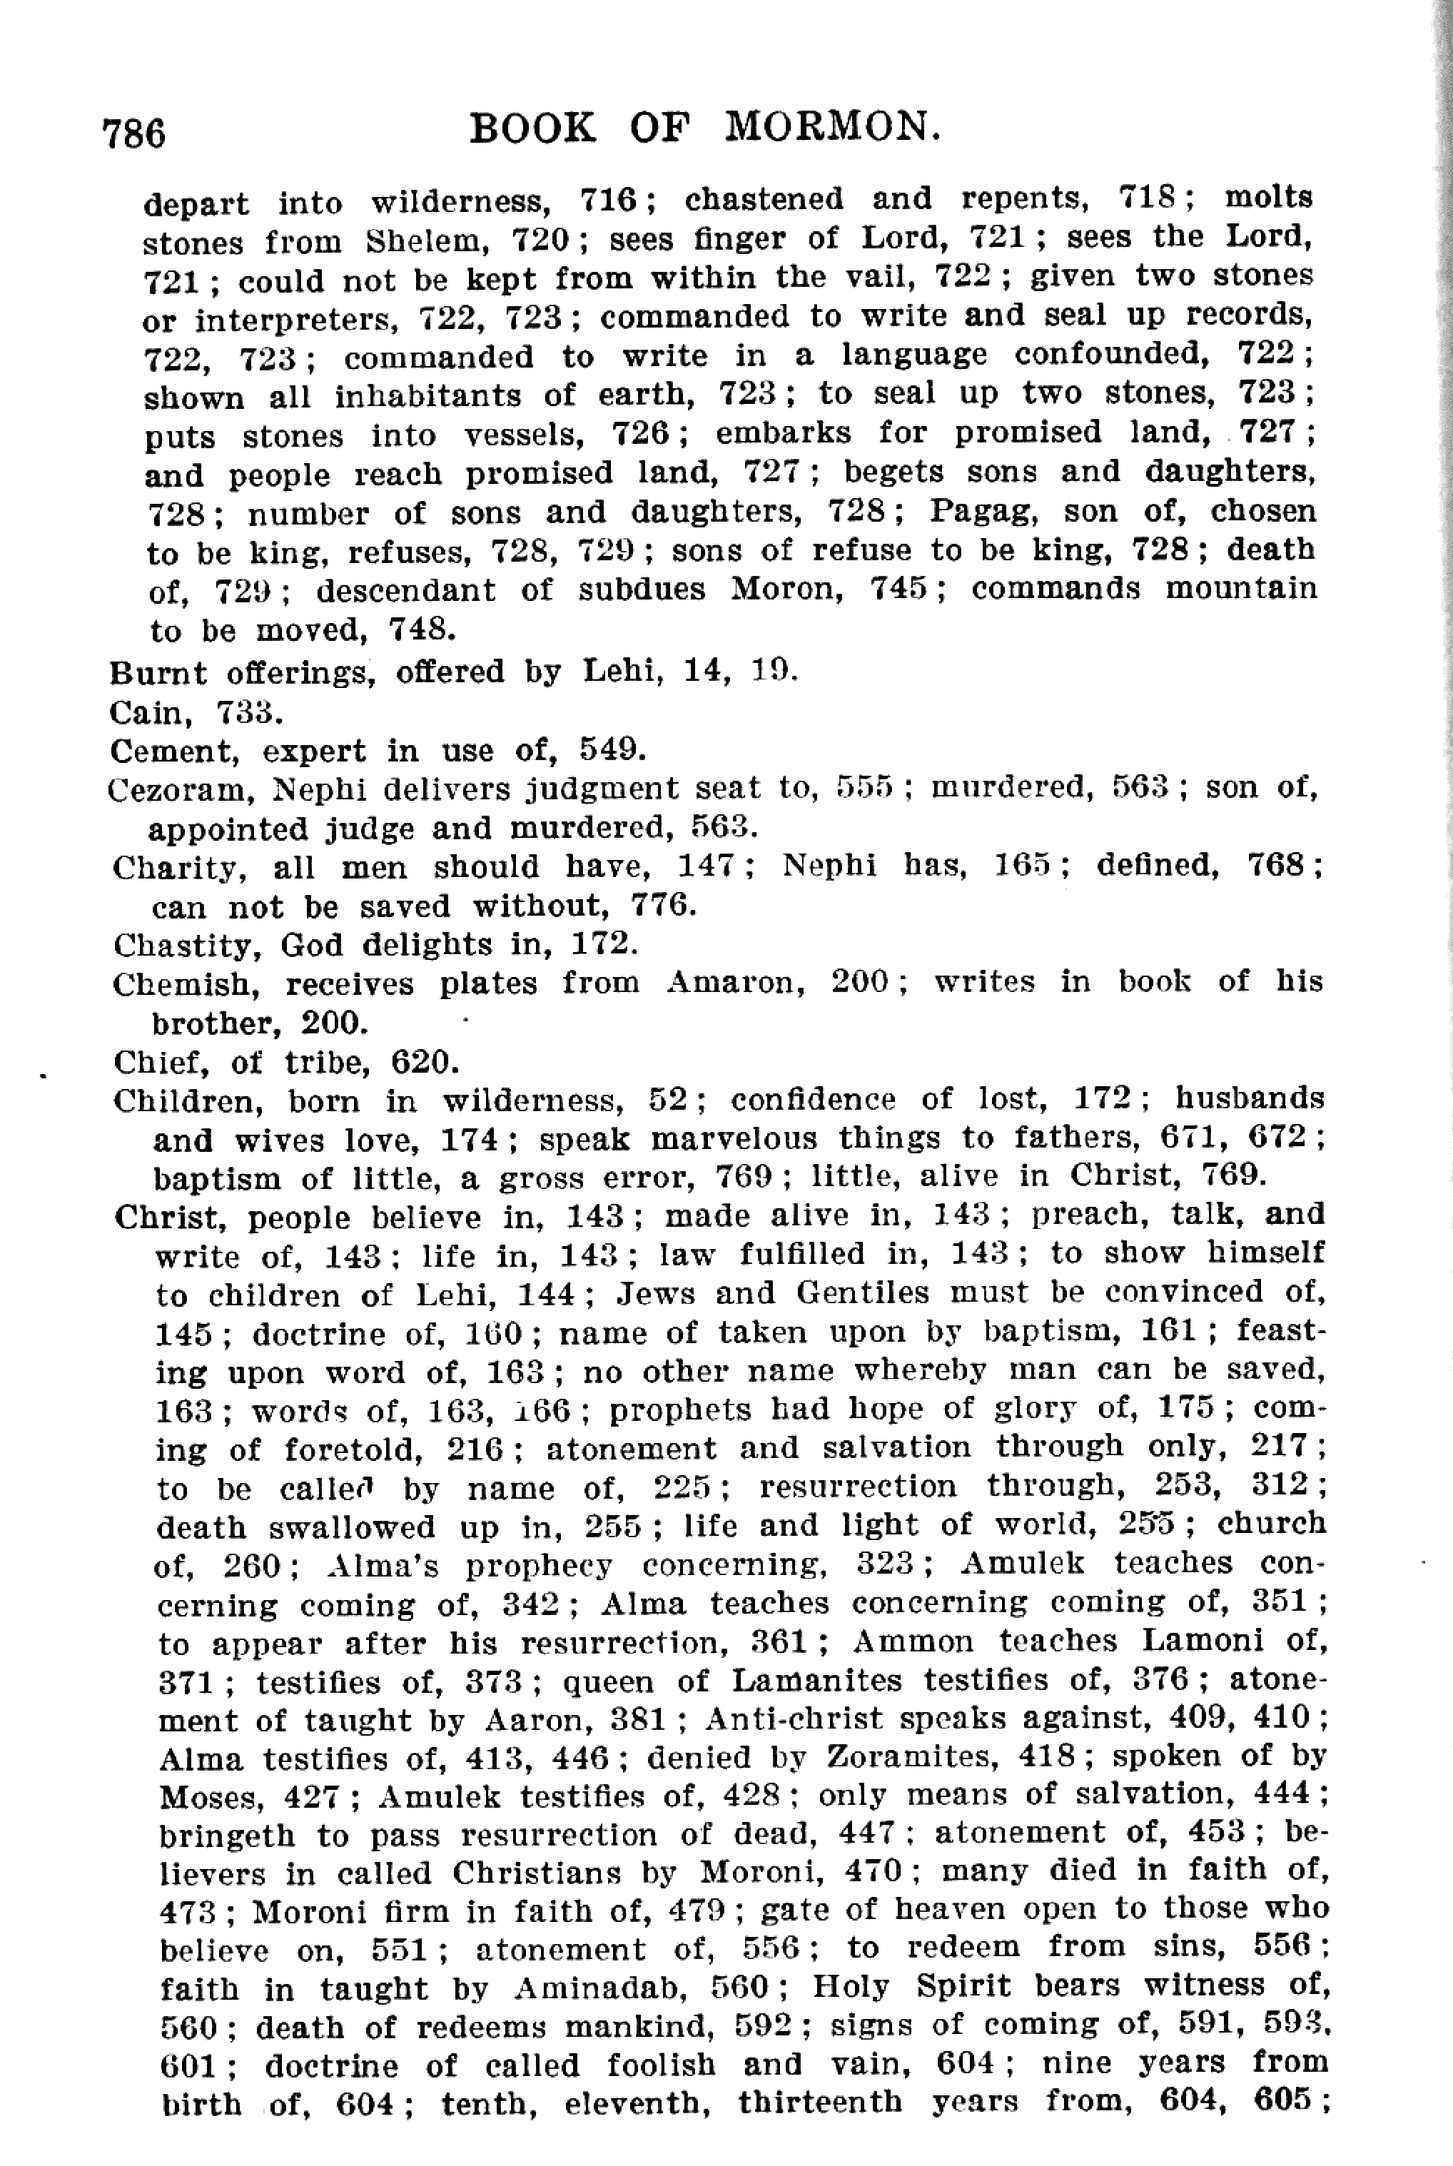 786 BOOK OF MORMON.
depart into wilderness, 716; chastened and repents, 718; molts
stones from Shelem, 720; sees finger of Lord, 721; sees the Lord,
721; could not be kept from within the vail, 722; given two stones
or interpreters, 722, 723; commanded to write and seal up records,
722, 723; commanded to write in a language confounded, 722;
shown all inhabitants of earth, 723; to seal up two stones, 723;
puts stones into vessels, 726; embarks for promised land, 727;
and people reach promised land, 727; begets sons and daughters,
728; number of sons and daughters, 728; Pagag, son of, chosen
to be king, refuses, 728, 729; sons of refuse to be king, 728; death
of, 729; descendant of subdues Moron, 745; commands mountain
to be moved, 748.
Burnt offerings, offered by Lehi, 14, 19.
Cain, 733.
Cement, expert in use of, 549.
Cezoram, Nephi delivers judgment seat to, 555; murdered, 563; son of,
appointed judge and murdered, 563.
Charity, all men should have, 147; Nephi has, 165; defined, 768;
can not be saved without, 776.
Chastity, God delights in, 172.
Chemish, receives plates from Amaron, 200; writes in book of his
brother, 200.
Chief, of tribe, 620.
Children, born in wilderness, 52; confidence of lost, 172; husbands
and wives love, 174; speak marvelous things to fathers, 671, 672;
baptism of little, a gross error, 769; little, alive in Christ, 769.
Christ, people believe in, 143; made alive in, 143; preach, talk, and
write of, 143; life in, 143; law fulfilled in, 143; to show himself
to children of Lehi, 144; Jews and Gentiles must be convinced of,
145; doctrine of, 160; name of taken upon by baptism, 161; feast-
ing upon word of, 163; no other name whereby man can be saved,
163; words of, 163, 166; prophets had hope of glory of, 175; com-
ing of foretold, 216; atonement and salvation through only, 217;
to be called by name of, 225; resurrection through, 253, 312;
death swallowed up in, 255; life and light of world, 255; church
of, 260; Alma's prophecy concerning, 323; Amulek teaches con-
cerning coming of, 342; Alma teaches concerning coming of, 351;
to appear after his resurrection, 361; Ammon teaches Lamoni of,
371; testifies of, 373; queen of Lamanites testifies of, 376; atone-
ment of taught by Aaron, 381; Anti-christ speaks against, 409, 410;
Alma testifies of, 413, 446; denied by Zoramites, 418; spoken of by
Moses, 427; Amulek testifies of, 428; only means of salvation, 444;
bringeth to pass resurrection of dead, 447; atonement of, 453; be-
lievers in called Christians by Moroni, 470; many died in faith of,
473; Moroni firm in faith of, 479; gate of heaven open to those who
believe on, 551; atonement of, 556; to redeem from sins, 556;
faith in taught by Aminadab, 560; Holy Spirit bears witness of,
560; death of redeems mankind, 592; signs of coming of, 591, 593,
601; doctrine of called foolish and vain, 604; nine years from
birth of, 604; tenth, eleventh, thirteenth years from, 604, 605;